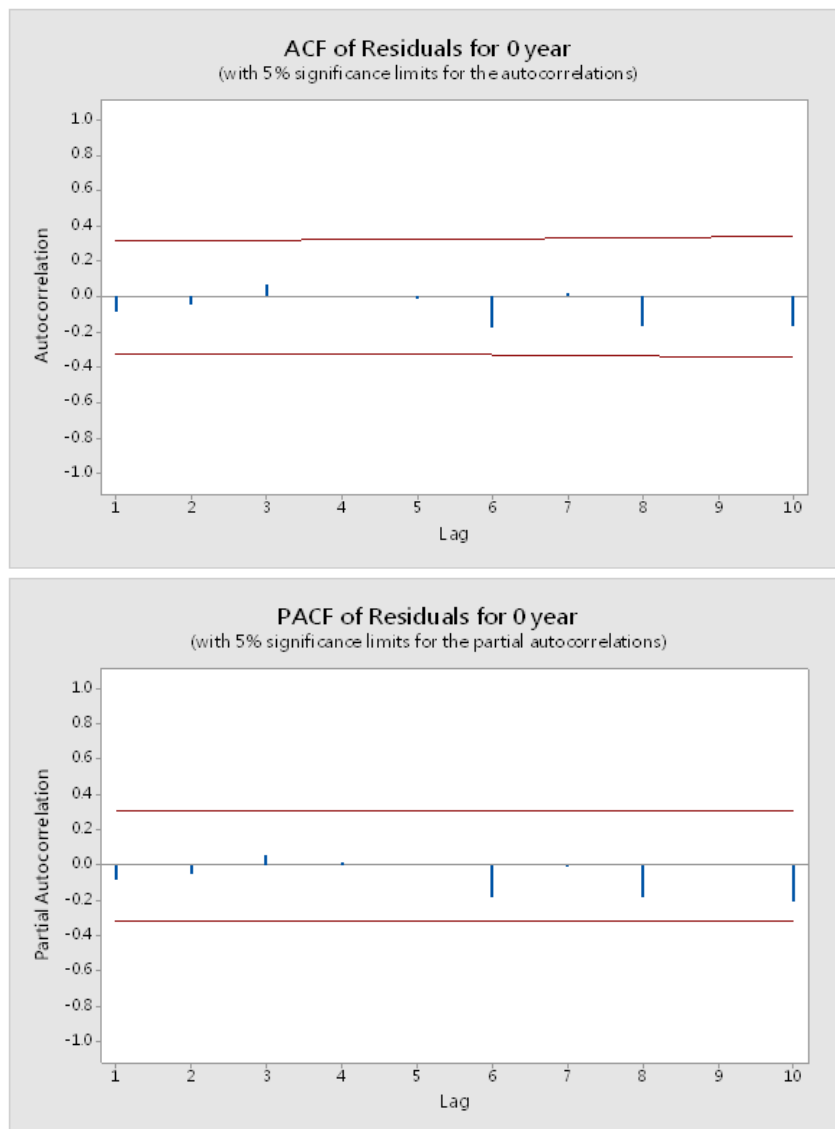 ACF of Residuals for 0 year
(with 5% significance limits for the autocorrelations)
1.0
0.8
0.6
0.4
0.2
0.0
-0.2
-0.4
-0.6
-0.8
-1.0
Autocorrelation
1 2 3 4 5 6 7 8 9 10
Lag
PACF of Residuals for 0 year
(with 5% significance limits for the partial autocorrelations)
1.0
0.8
0.6
0.4
0.2
0.0
-0.2
-0.4
-0.6
-0.8
-1.0
Partial Autocorrelation
1 2 3 4 5 6 7 8 9 10
Lag